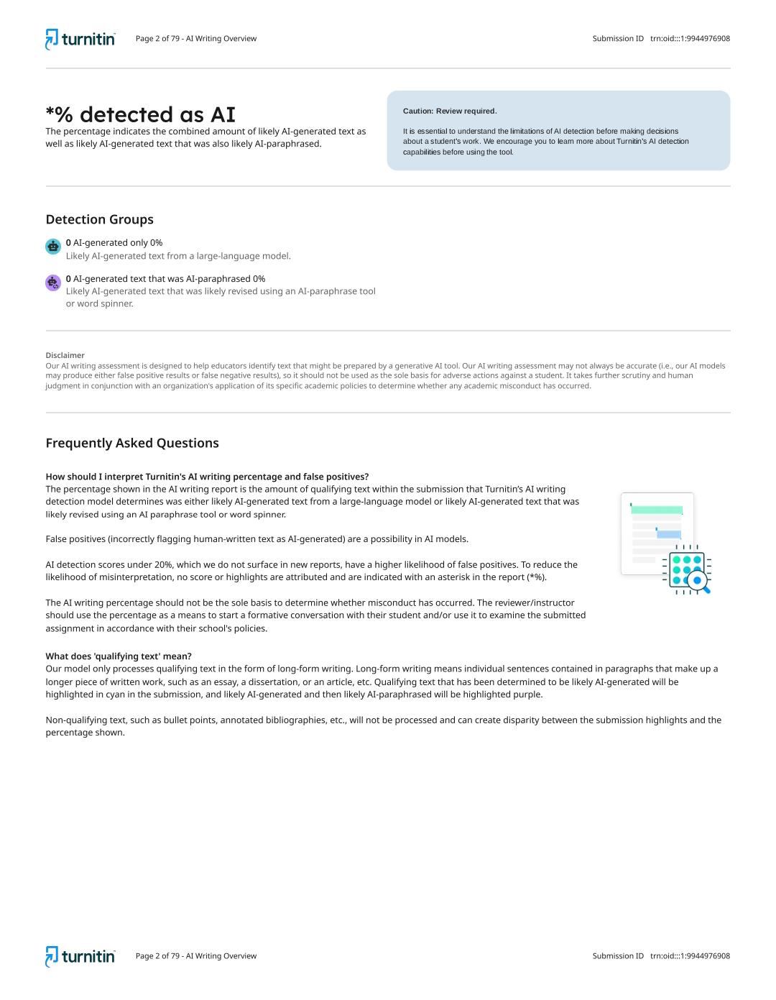 turnitin Page 2 of 79 - AI Writing Overview Submission ID trn:oid:::1:9944976908
*% detected as AI
The percentage indicates the combined amount of likely AI-generated text as
well as likely AI-generated text that was also likely AI-paraphrased.
Caution: Review required.
It is essential to understand the limitations of AI detection before making decisions
about a student's work. We encourage you to learn more about Turnitin's AI detection
capabilities before using the tool.
Detection Groups
0 AI-generated only 0%
Likely AI-generated text from a large-language model.
0 AI-generated text that was AI-paraphrased 0%
Likely AI-generated text that was likely revised using an AI-paraphrase tool
or word spinner.
Disclaimer
Our AI writing assessment is designed to help educators identify text that might be prepared by a generative AI tool. Our AI writing assessment may not always be accurate (i.e., our AI models
may produce either false positive results or false negative results), so it should not be used as the sole basis for adverse actions against a student. It takes further scrutiny and human
judgment in conjunction with an organization's application of its specific academic policies to determine whether any academic misconduct has occurred.
Frequently Asked Questions
How should I interpret Turnitin's AI writing percentage and false positives?
The percentage shown in the AI writing report is the amount of qualifying text within the submission that Turnitin's AI writing
detection model determines was either likely AI-generated text from a large-language model or likely AI-generated text that was
likely revised using an AI paraphrase tool or word spinner.
False positives (incorrectly flagging human-written text as AI-generated) are a possibility in AI models.
AI detection scores under 20%, which we do not surface in new reports, have a higher likelihood of false positives. To reduce the
likelihood of misinterpretation, no score or highlights are attributed and are indicated with an asterisk in the report (*%).
The AI writing percentage should not be the sole basis to determine whether misconduct has occurred. The reviewer/instructor
should use the percentage as a means to start a formative conversation with their student and/or use it to examine the submitted
assignment in accordance with their school's policies.
What does 'qualifying text' mean?
Our model only processes qualifying text in the form of long-form writing. Long-form writing means individual sentences contained in paragraphs that make up a
longer piece of written work, such as an essay, a dissertation, or an article, etc. Qualifying text that has been determined to be likely AI-generated will be
highlighted in cyan in the submission, and likely AI-generated and then likely AI-paraphrased will be highlighted purple.
Non-qualifying text, such as bullet points, annotated bibliographies, etc., will not be processed and can create disparity between the submission highlights and the
percentage shown.
turnitin Page 2 of 79 - AI Writing Overview Submission ID trn:oid:::1:9944976908